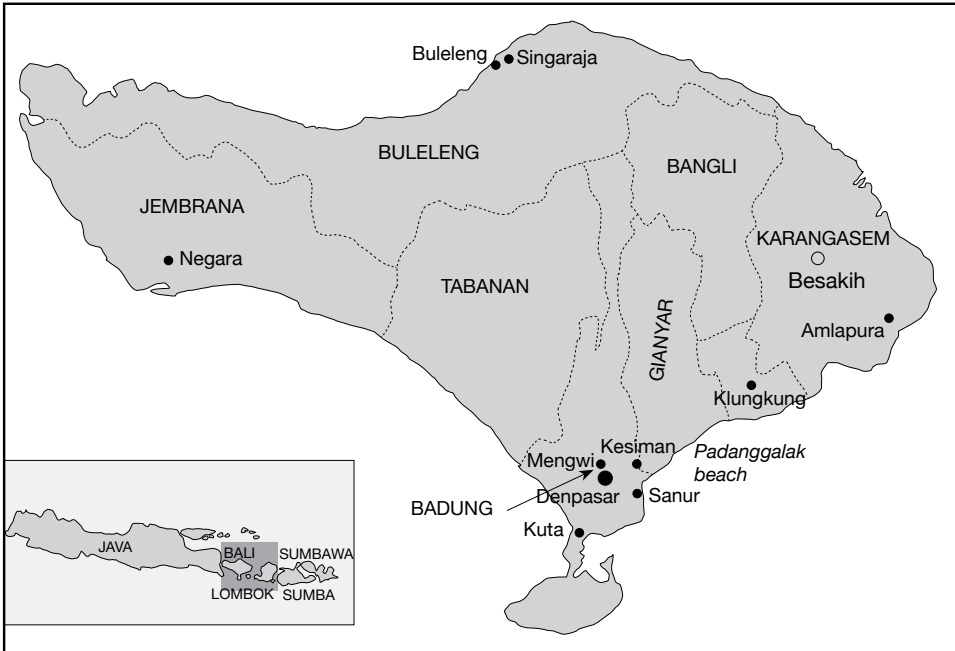 Buleleng
Singaraja
BULELENG
BANGLI
JEMBRANA
KARANGASEM
Negara
Besakih
TABANAN
GIANYAR
Amlapura
Klungkung
Kesiman
Padanggalak
beach
Mengwi
BADUNG
Denpasar
Sanur
Kuta
JAVA
BALI
SUMBAWA
LOMBOK
SUMBA